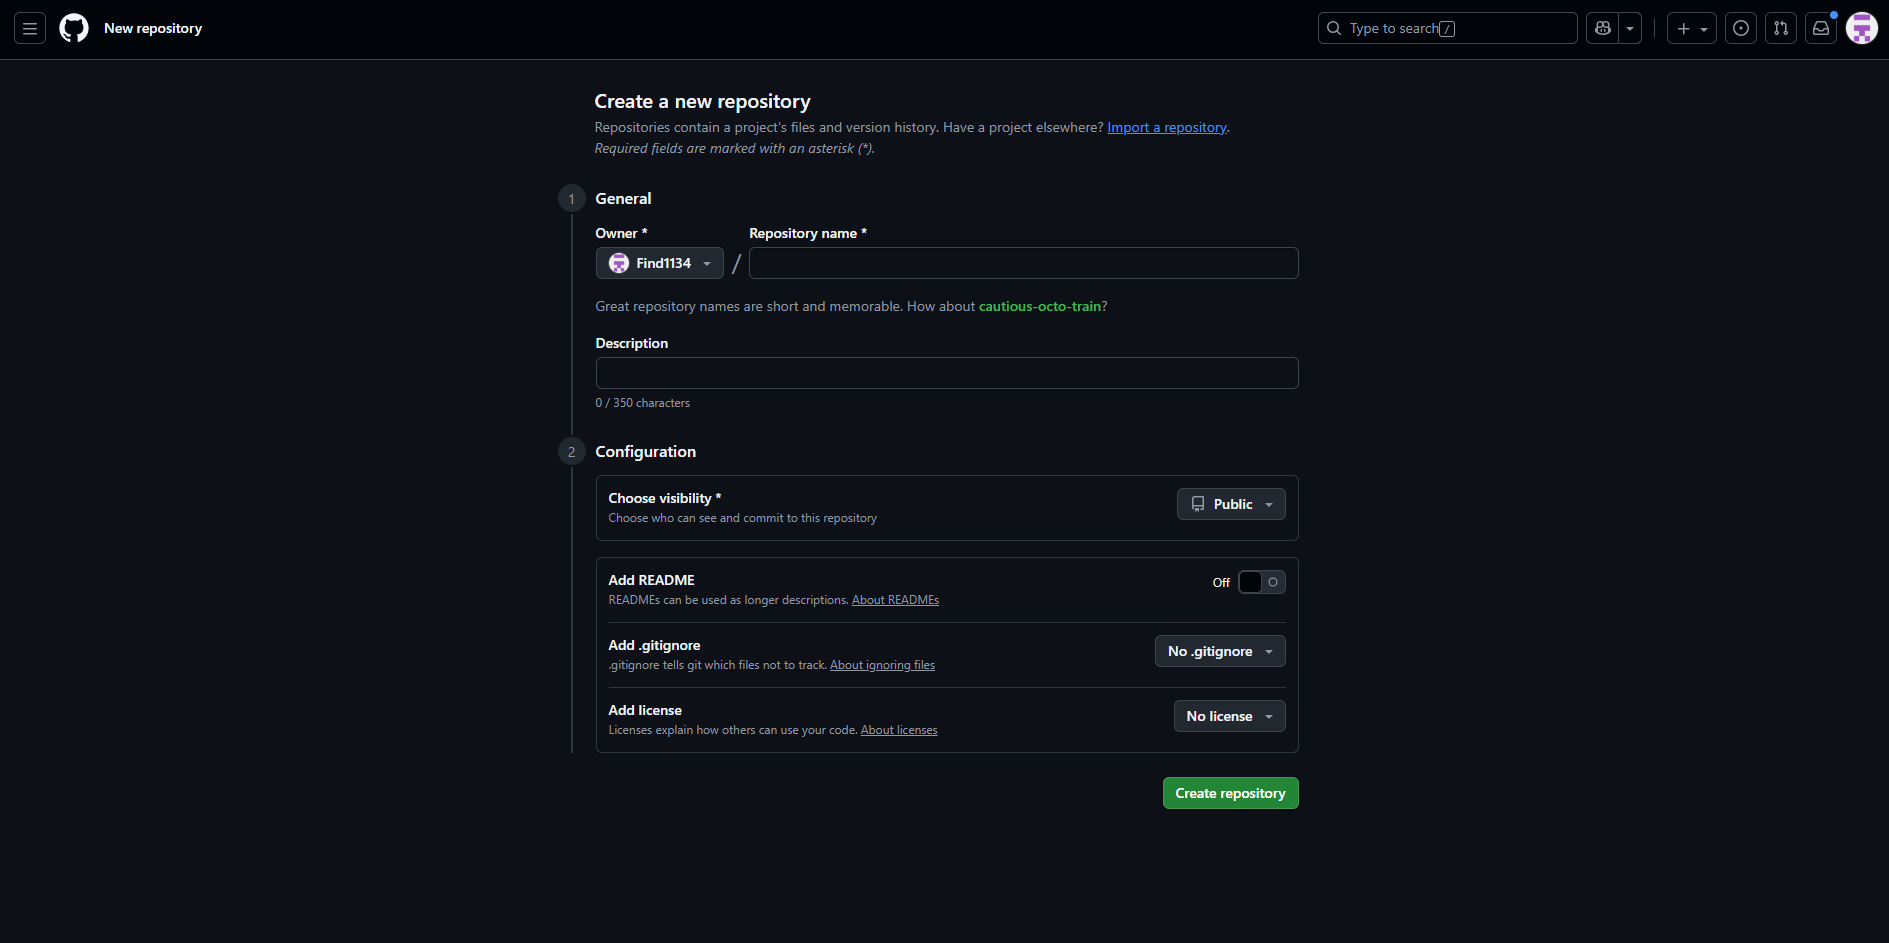 New repository
Type to search /
Create a new repository
Repositories contain a project's files and version history. Have a project elsewhere? Import a repository.
Required fields are marked with an asterisk (*).
1 General
Owner * Repository name *
Find1134 /
Great repository names are short and memorable. How about cautious-octo-train?
Description
0 / 350 characters
2 Configuration
Choose visibility *
Choose who can see and commit to this repository
Public
Add README
READMEs can be used as longer descriptions. About READMEs
Off
Add .gitignore
.gitignore tells git which files not to track. About ignoring files
No .gitignore
Add license
Licenses explain how others can use your code. About licenses
No license
Create repository